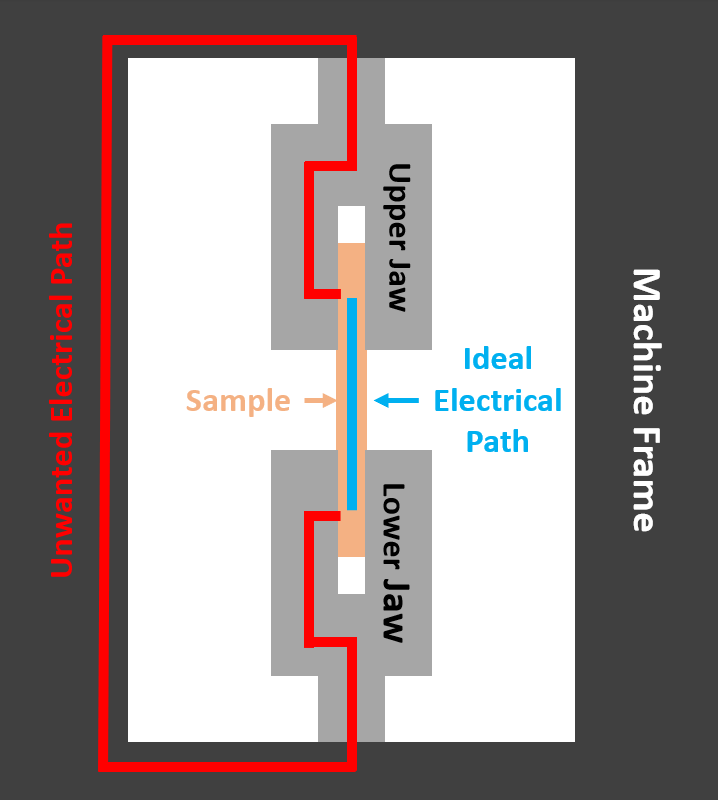 Unwanted Electrical Path
Upper Jaw
Sample
Ideal
Electrical
Path
Lower Jaw
Machine Frame